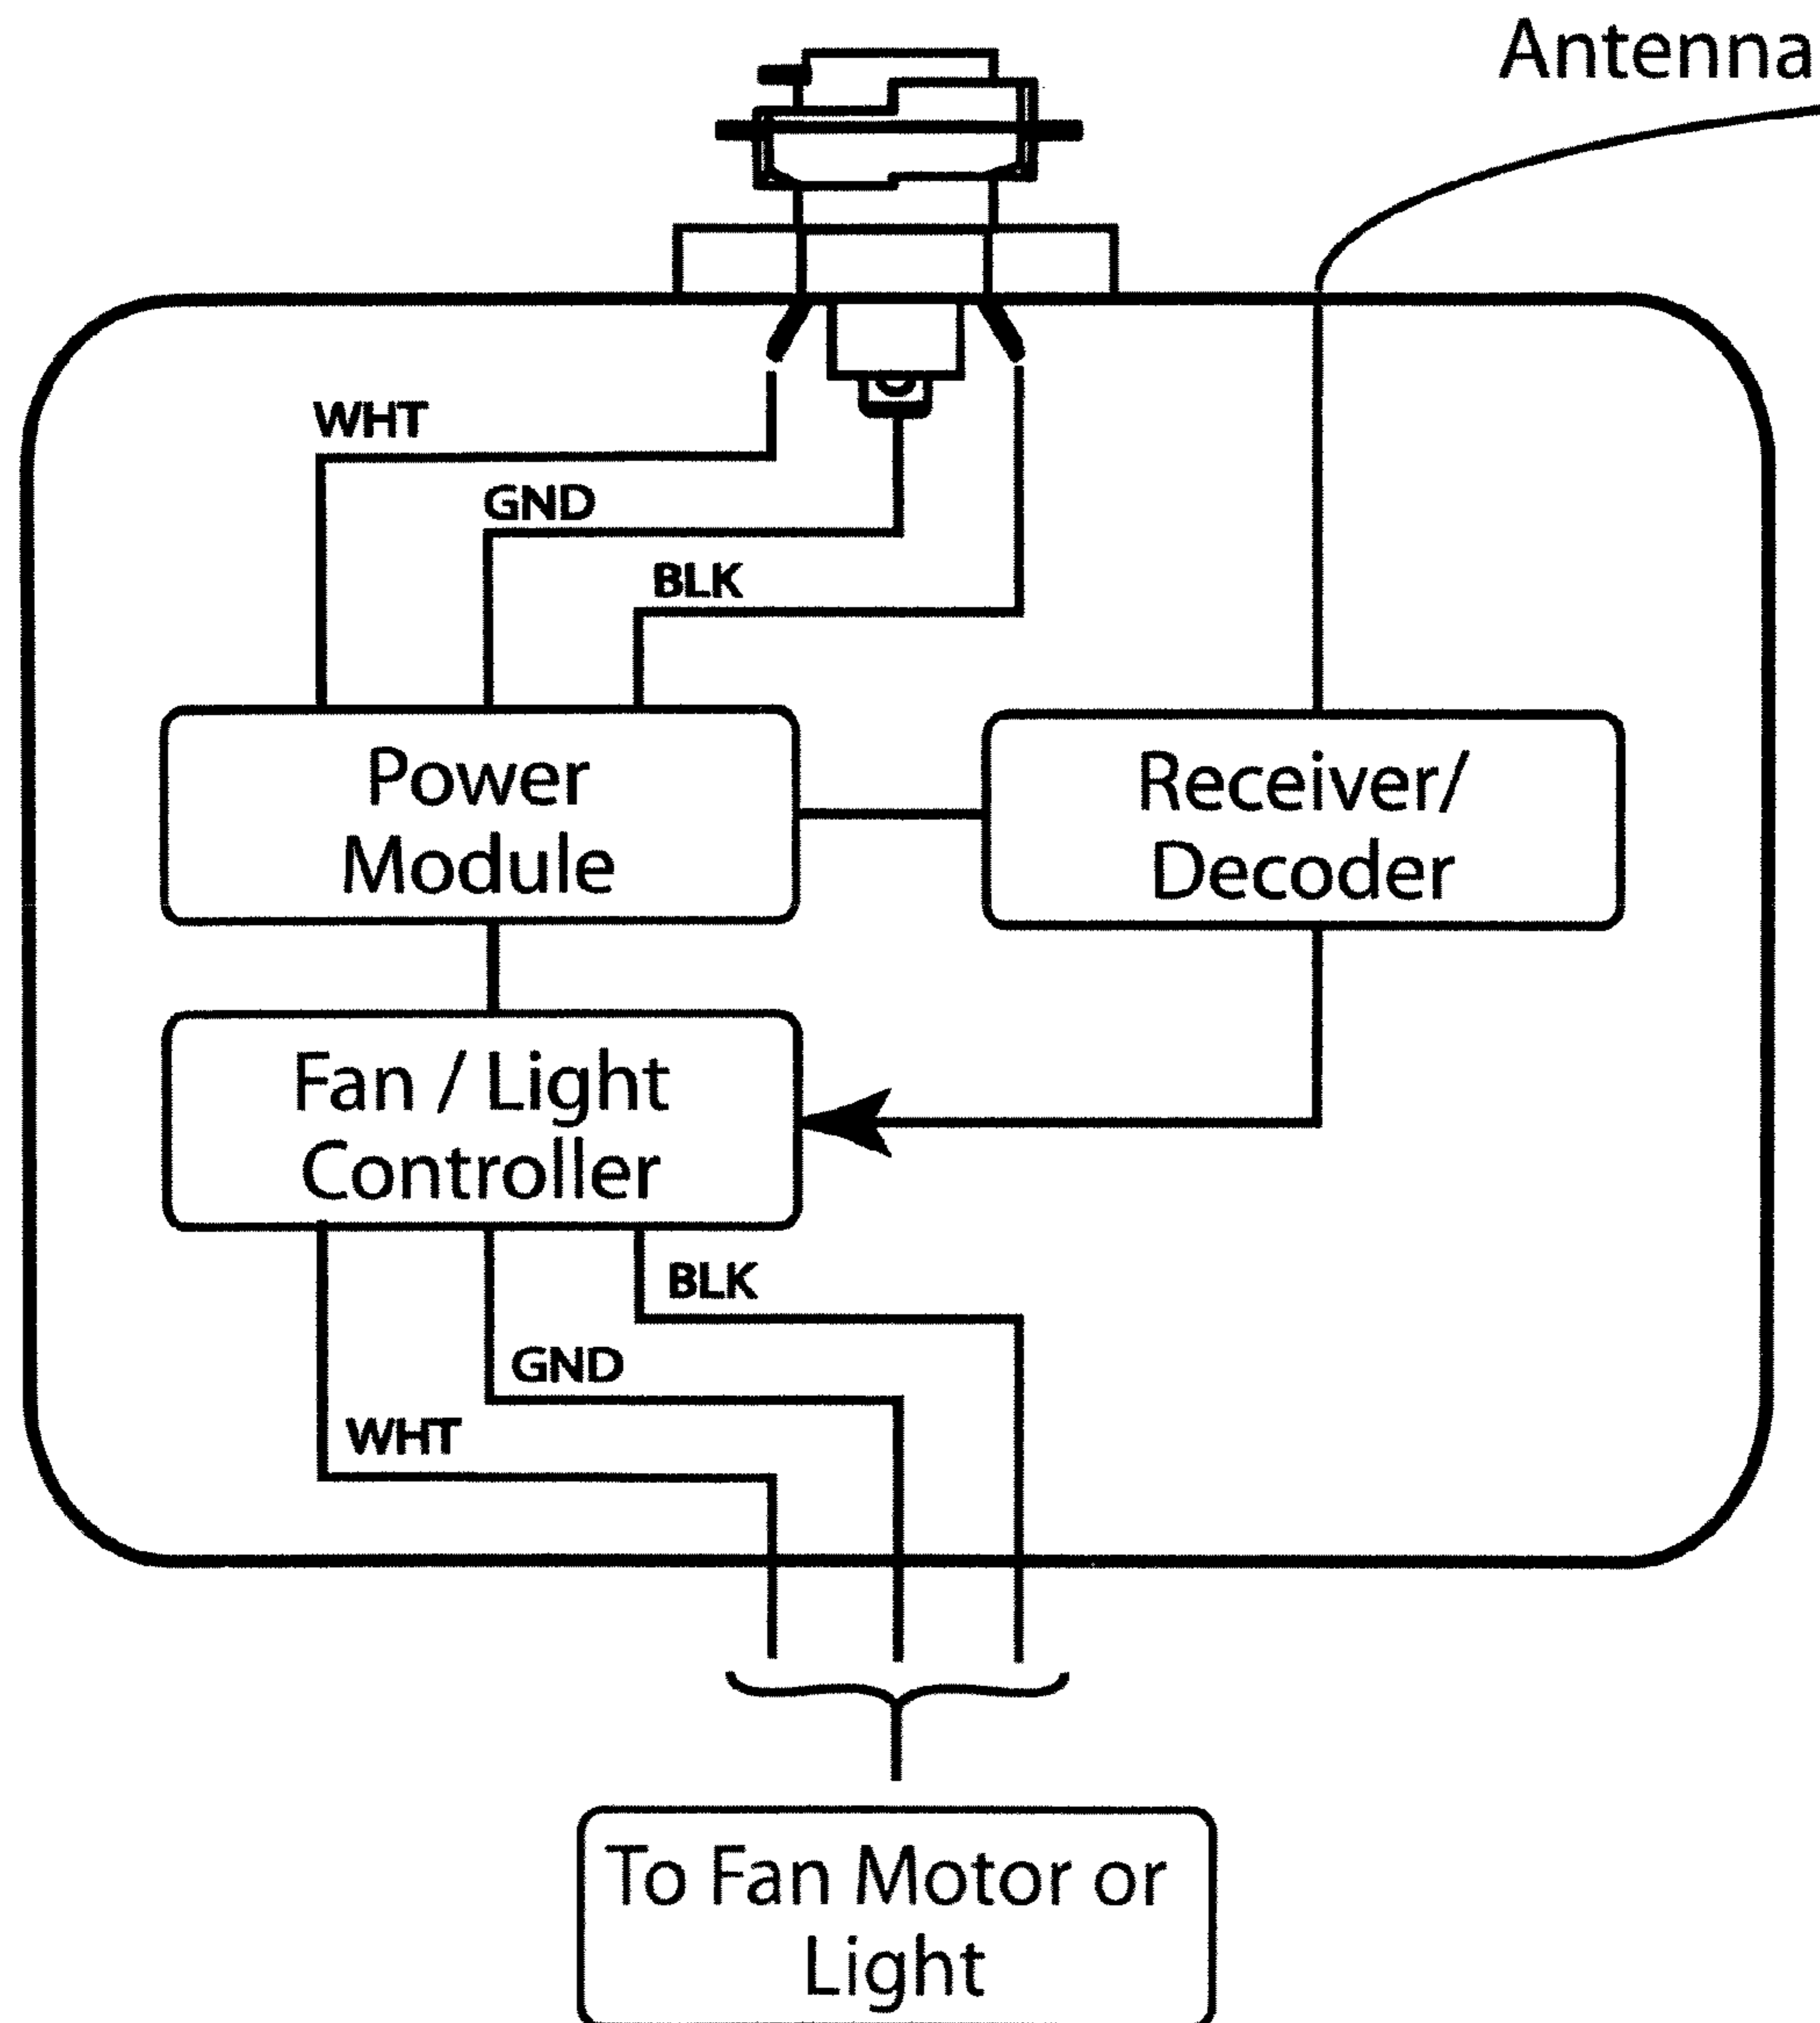 Antenna
WHT
GND
BLK
Power
Module
Receiver/
Decoder
Fan / Light
Controller
BLK
GND
WHT
To Fan Motor or
Light